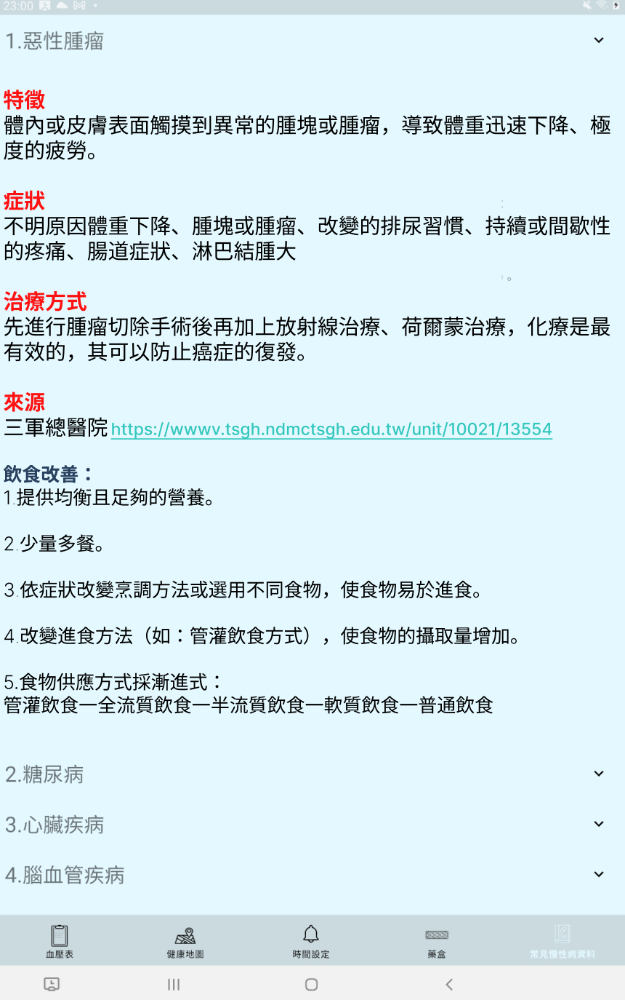 23:00
1.惡性腫瘤
特徵
體內或皮膚表面觸摸到異常的腫塊或腫瘤，導致體重迅速下降、極
度的疲勞。
症狀
不明原因體重下降、腫塊或腫瘤、改變的排尿習慣、持續或間歇性
的疼痛、腸道症狀、淋巴結腫大
治療方式
先進行腫瘤切除手術後再加上放射線治療、荷爾蒙治療，化療是最
有效的，其可以防止癌症的復發。
來源
三軍總醫院 https://wwwv.tsgh.ndmctsgh.edu.tw/unit/10021/13554
飲食改善：
1.提供均衡且足夠的營養。
2.少量多餐。
3.依症狀改變烹調方法或選用不同食物，使食物易於進食。
4.改變進食方法（如：管灌飲食方式），使食物的攝取量增加。
5.食物供應方式採漸進式：
管灌飲食一全流質飲食一半流質飲食一軟質飲食一普通飲食
2.糖尿病
3.心臟疾病
4.腦血管疾病
血壓表 健康地圖 時間設定 藥盒 常見慢性病資料